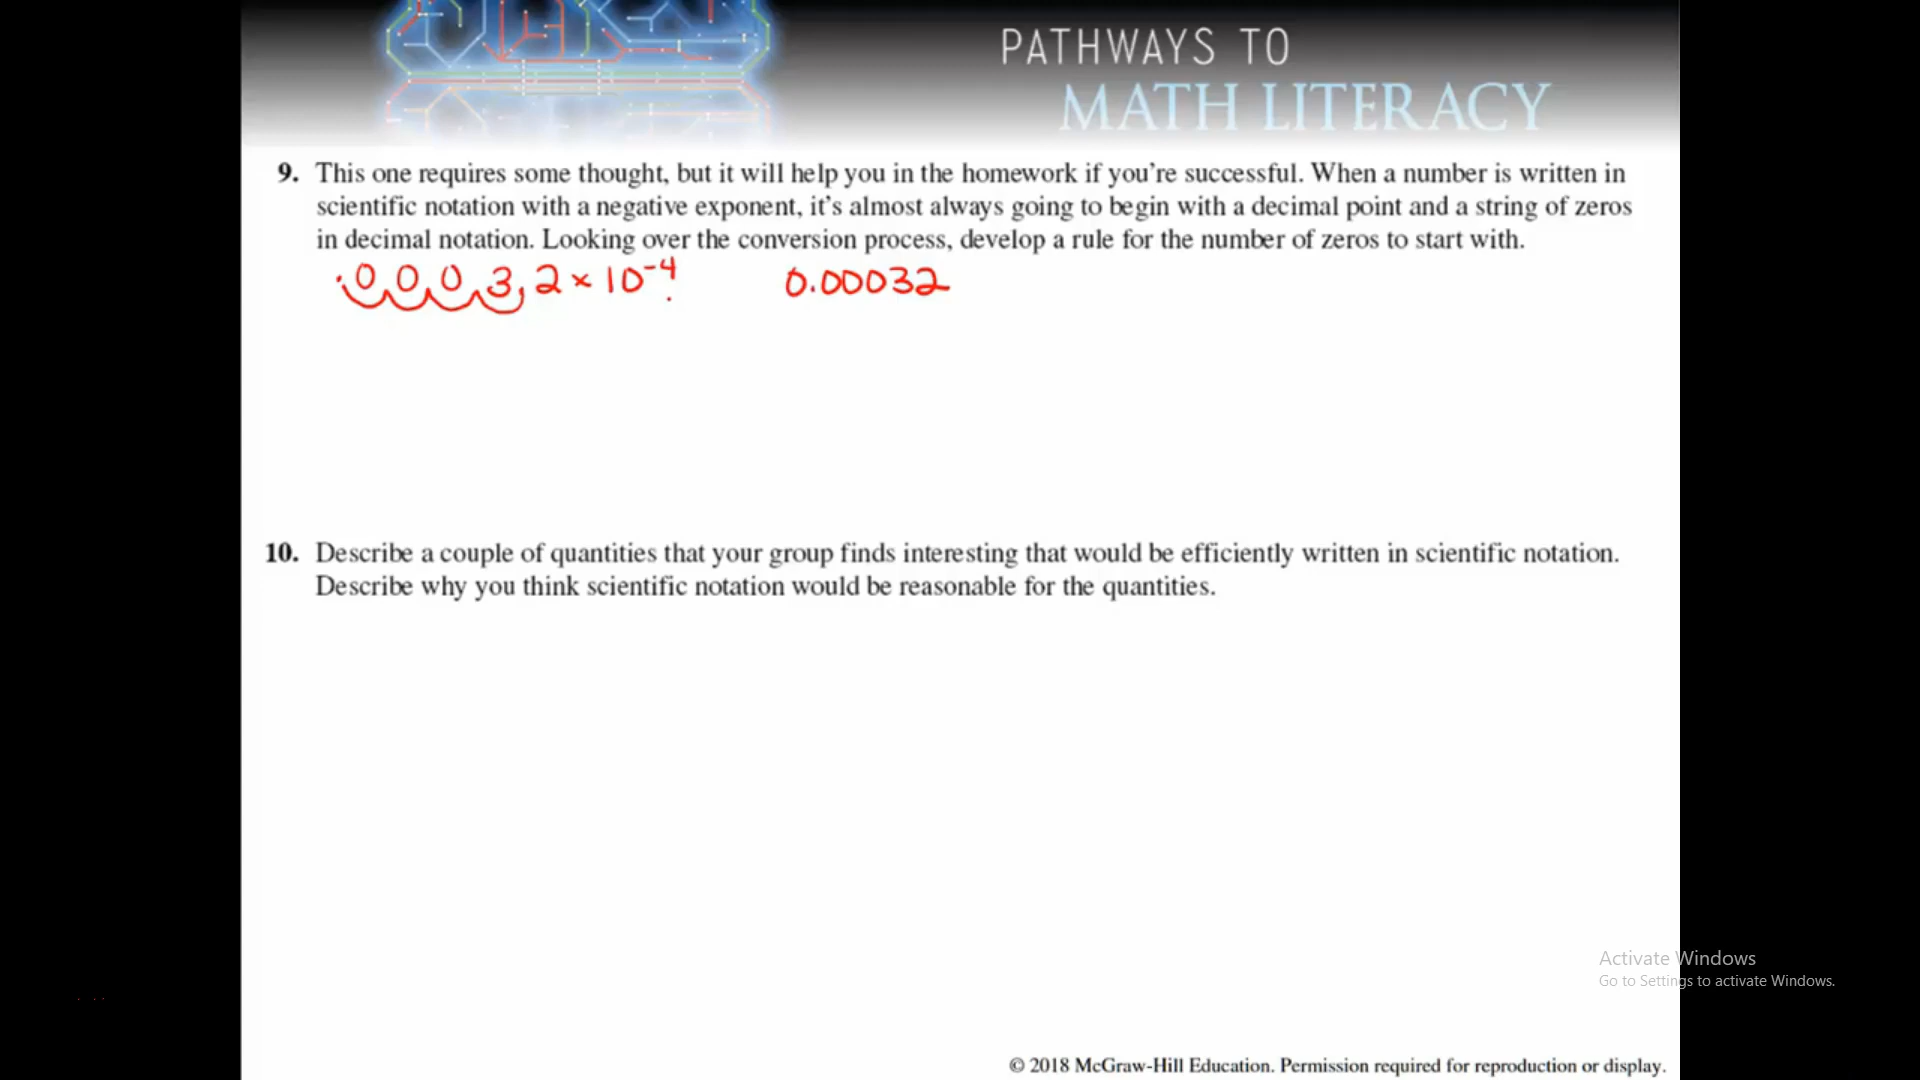 PATHWAYS TO
MATH LITERACY
9. This one requires some thought, but it will help you in the homework if you're successful. When a number is written in
scientific notation with a negative exponent, it's almost always going to begin with a decimal point and a string of zeros
in decimal notation. Looking over the conversion process, develop a rule for the number of zeros to start with.
.0003.2 × 10⁻⁴ 0.00032
10. Describe a couple of quantities that your group finds interesting that would be efficiently written in scientific notation.
Describe why you think scientific notation would be reasonable for the quantities.
Activate Windows
Go to Settings to activate Windows.
© 2018 McGraw-Hill Education. Permission required for reproduction or display.